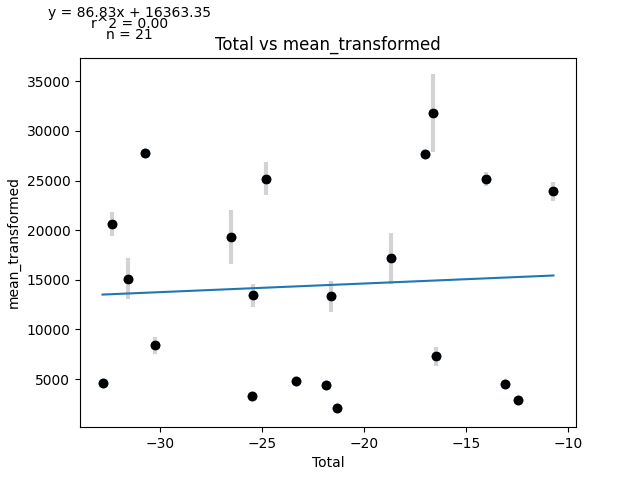 y = 86.83x + 16363.35
r^2 = 0.00
n = 21
Total vs mean_transformed
35000
30000
25000
20000
15000
10000
5000
mean_transformed
−30
−25
−20
−15
−10
Total